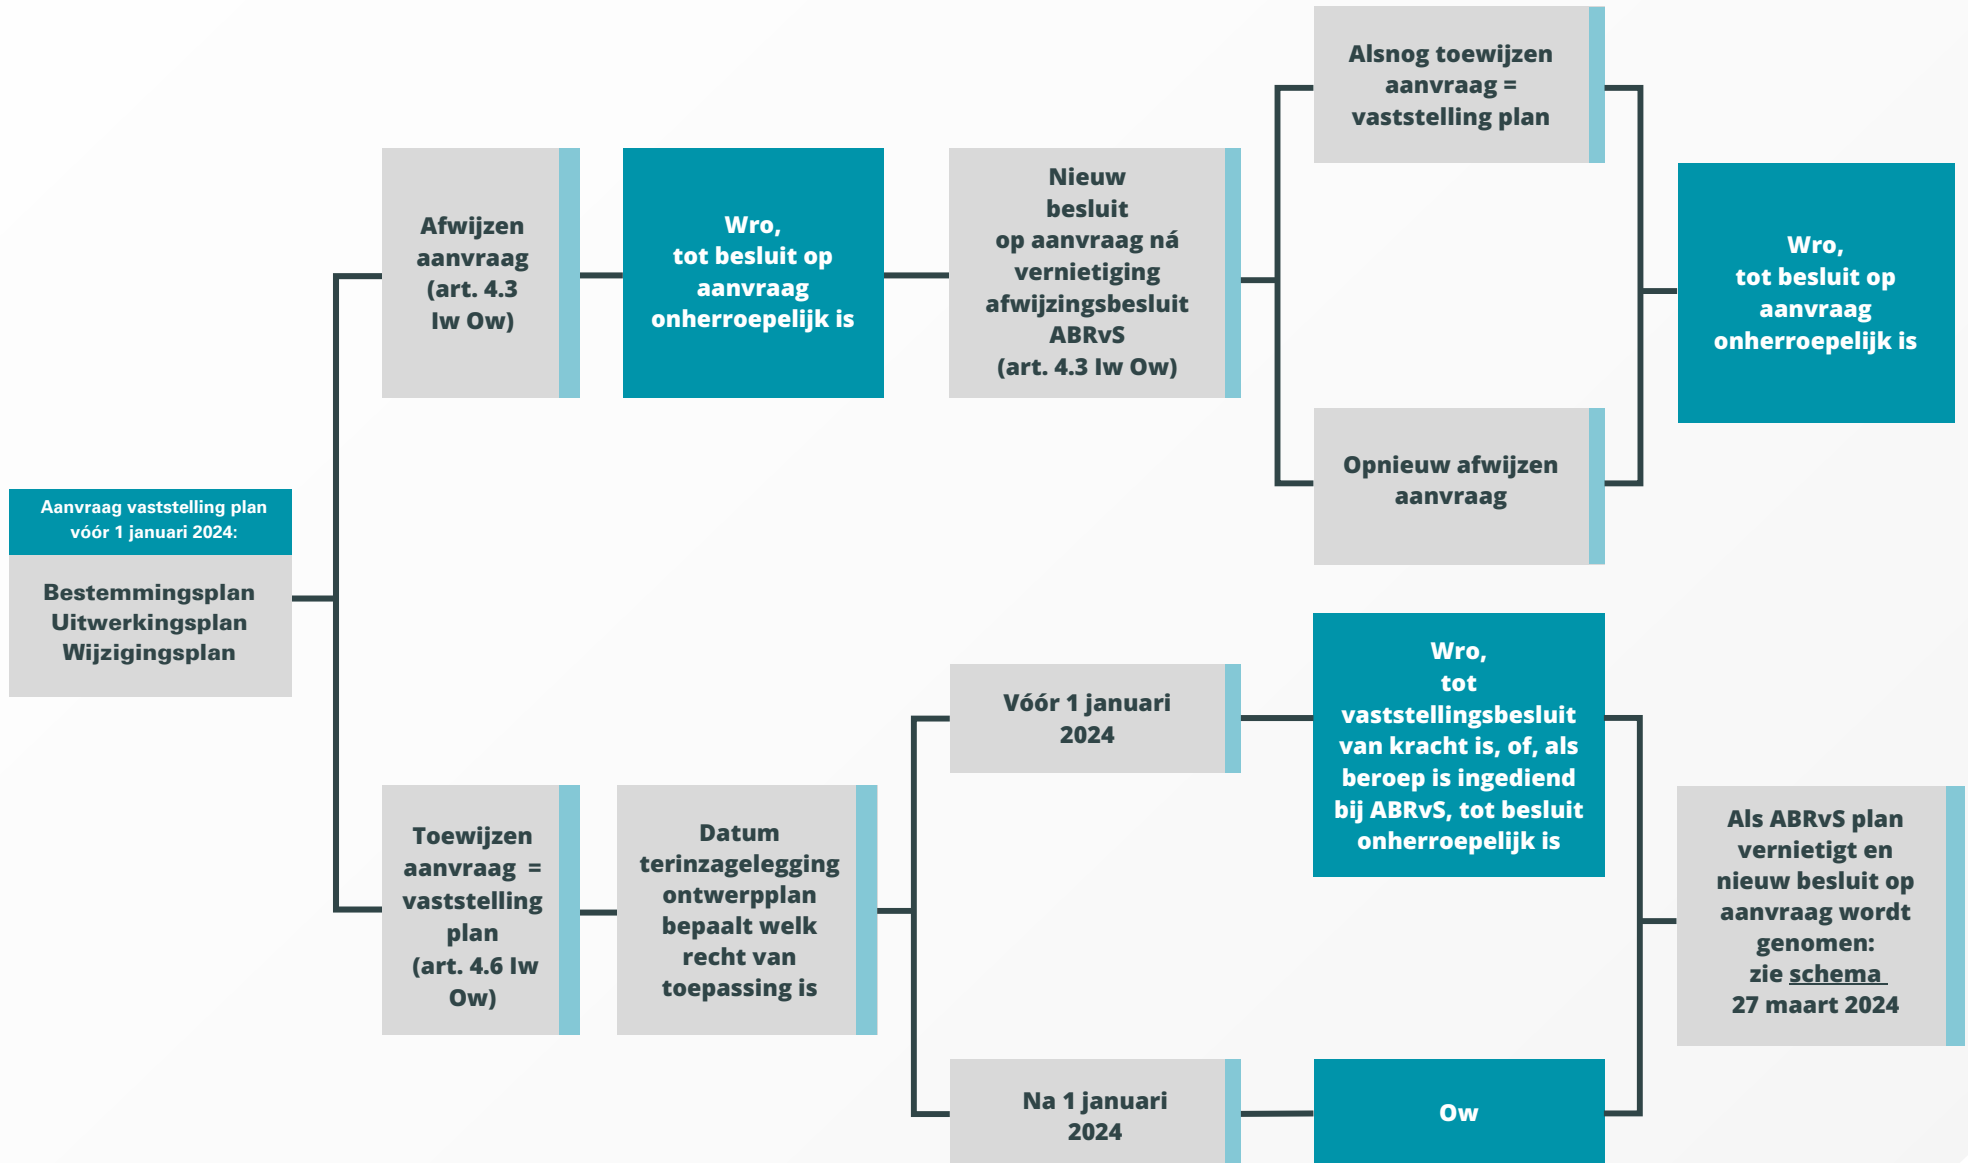 Aanvraag vaststelling plan
vóór 1 januari 2024:
Bestemmingsplan
Uitwerkingsplan
Wijzigingsplan
Afwijzen
aanvraag
(art. 4.3
Iw Ow)
Wro,
tot besluit op
aanvraag
onherroepelijk is
Nieuw
besluit
op aanvraag ná
vernietiging
afwijzingsbesluit
ABRvS
(art. 4.3 Iw Ow)
Alsnog toewijzen
aanvraag =
vaststelling plan
Opnieuw afwijzen
aanvraag
Wro,
tot besluit op
aanvraag
onherroepelijk is
Toewijzen
aanvraag =
vaststelling
plan
(art. 4.6 Iw
Ow)
Datum
terinzagelegging
ontwerpplan
bepaalt welk
recht van
toepassing is
Vóór 1 januari
2024
Wro,
tot
vaststellingsbesluit
van kracht is, of, als
beroep is ingediend
bij ABRvS, tot besluit
onherroepelijk is
Na 1 januari
2024
Ow
Als ABRvS plan
vernietigt en
nieuw besluit op
aanvraag wordt
genomen:
zie schema
27 maart 2024